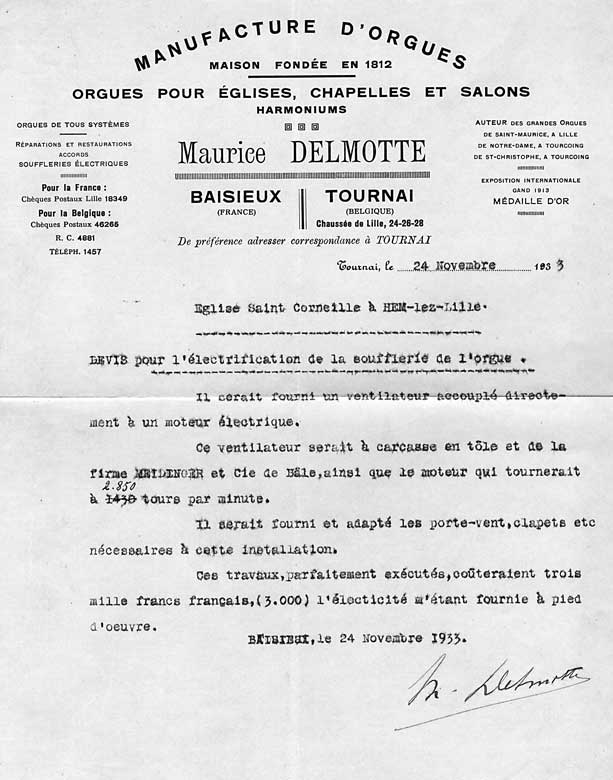 MANUFACTURE D'ORGUES
MAISON FONDÉE EN 1812
ORGUES POUR ÉGLISES, CHAPELLES ET SALONS
HARMONIUMS
ORGUES DE TOUS SYSTÈMES
RÉPARATIONS ET RESTAURATIONS
ACCORDS
SOUFFLERIES ÉLECTRIQUES
Pour la France :
Chèques Postaux Lille 18349
Pour la Belgique :
Chèques Postaux 46265
R. C. 4881
TÉLÉPH. 1457
Maurice DELMOTTE
BAISIEUX
(FRANCE)
TOURNAI
(BELGIQUE)
Chaussée de Lille, 24-26-28
De préférence adresser correspondance à TOURNAI
AUTEUR DES GRANDES ORGUES
DE SAINT-MAURICE, A LILLE
DE NOTRE-DAME, A TOURCOING
DE ST-CHRISTOPHE, A TOURCOING
EXPOSITION INTERNATIONALE
GAND 1913
MÉDAILLE D'OR
Tournai, le 24 Novembre 1933
Eglise Saint Corneille à HEM-lez-Lille.
DEVIS pour l'électrification de la soufflerie de l'orgue .
Il serait fourni un ventilateur accouplé directe-
ment à un moteur électrique.
Ce ventilateur serait à carcasse en tôle et de la
firme MEIDINGER et Cie de Bâle,ainsi que le moteur qui tournerait
2.850
à 1430 tours par minute.
Il serait fourni et adapté les porte-vent,clapets etc
nécessaires à cette installation.
Ces travaux,parfaitement exécutés,coûteraient trois
mille francs français,(3.000) l'électicité m'étant fournie à pied
d'oeuvre.
BAISIEUX,le 24 Novembre 1933.
M. Delmotte